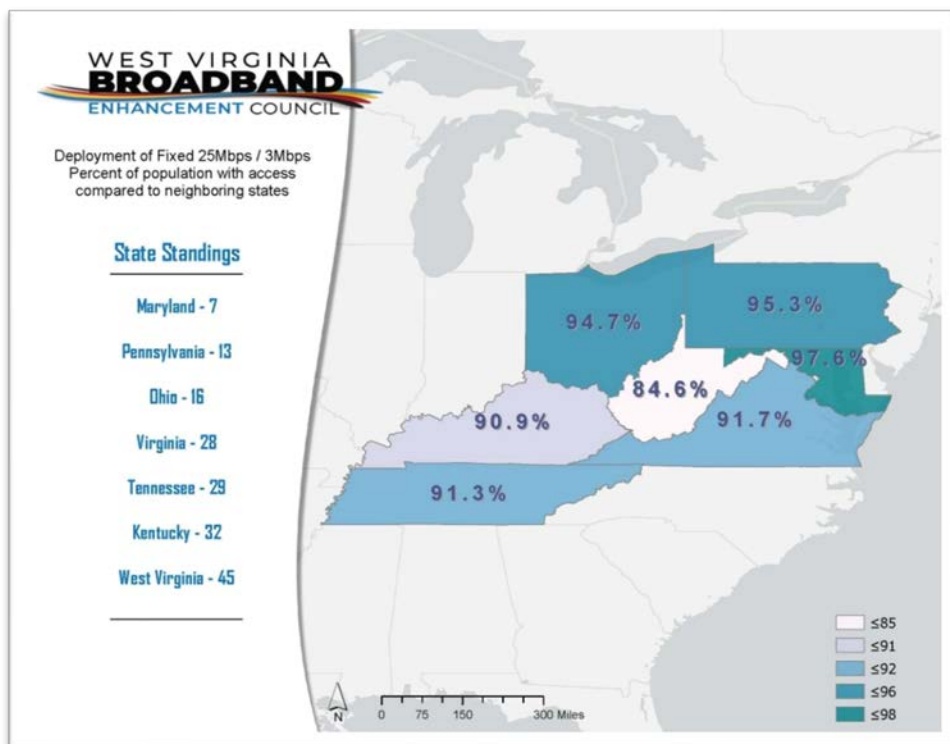 WEST VIRGINIA
BROADBAND
ENHANCEMENT COUNCIL
Deployment of Fixed 25Mbps / 3Mbps
Percent of population with access
compared to neighboring states
State Standings
Maryland - 7
Pennsylvania - 13
Ohio - 16
Virginia - 28
Tennessee - 29
Kentucky - 32
West Virginia - 45
94.7%
95.3%
97.6%
84.6%
90.9%
91.7%
91.3%
≤85
≤91
≤92
≤96
≤98
N
0 75 150 300 Miles